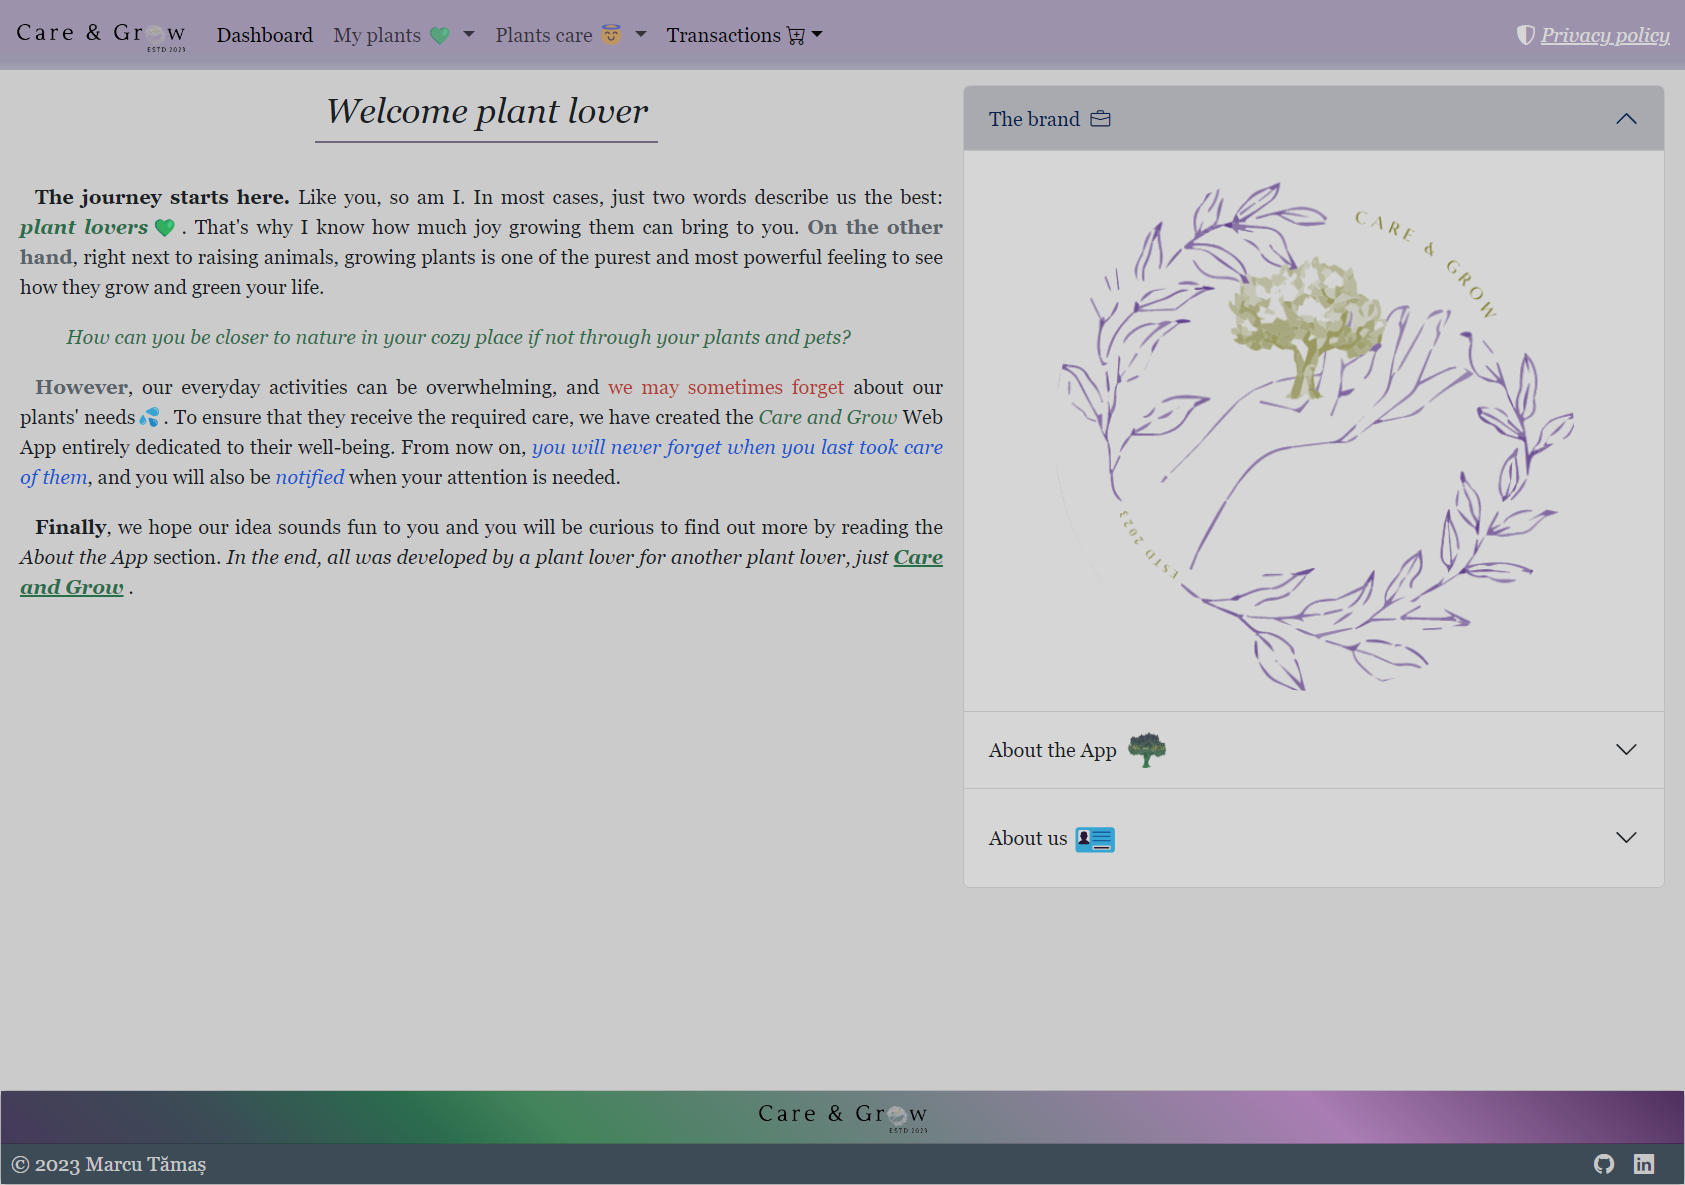 Care & Grow
ESTD 2023
Dashboard
My plants
Plants care
Transactions
Privacy policy
Welcome plant lover
The journey starts here. Like you, so am I. In most cases, just two words describe us the best:
plant lovers . That's why I know how much joy growing them can bring to you. On the other
hand, right next to raising animals, growing plants is one of the purest and most powerful feeling to see
how they grow and green your life.
How can you be closer to nature in your cozy place if not through your plants and pets?
However, our everyday activities can be overwhelming, and we may sometimes forget about our
plants' needs . To ensure that they receive the required care, we have created the Care and Grow Web
App entirely dedicated to their well-being. From now on, you will never forget when you last took care
of them, and you will also be notified when your attention is needed.
Finally, we hope our idea sounds fun to you and you will be curious to find out more by reading the
About the App section. In the end, all was developed by a plant lover for another plant lover, just Care
and Grow .
The brand
CARE & GROW
ESTD 2023
About the App
About us
Care & Grow
ESTD 2023
© 2023 Marcu Tămaș